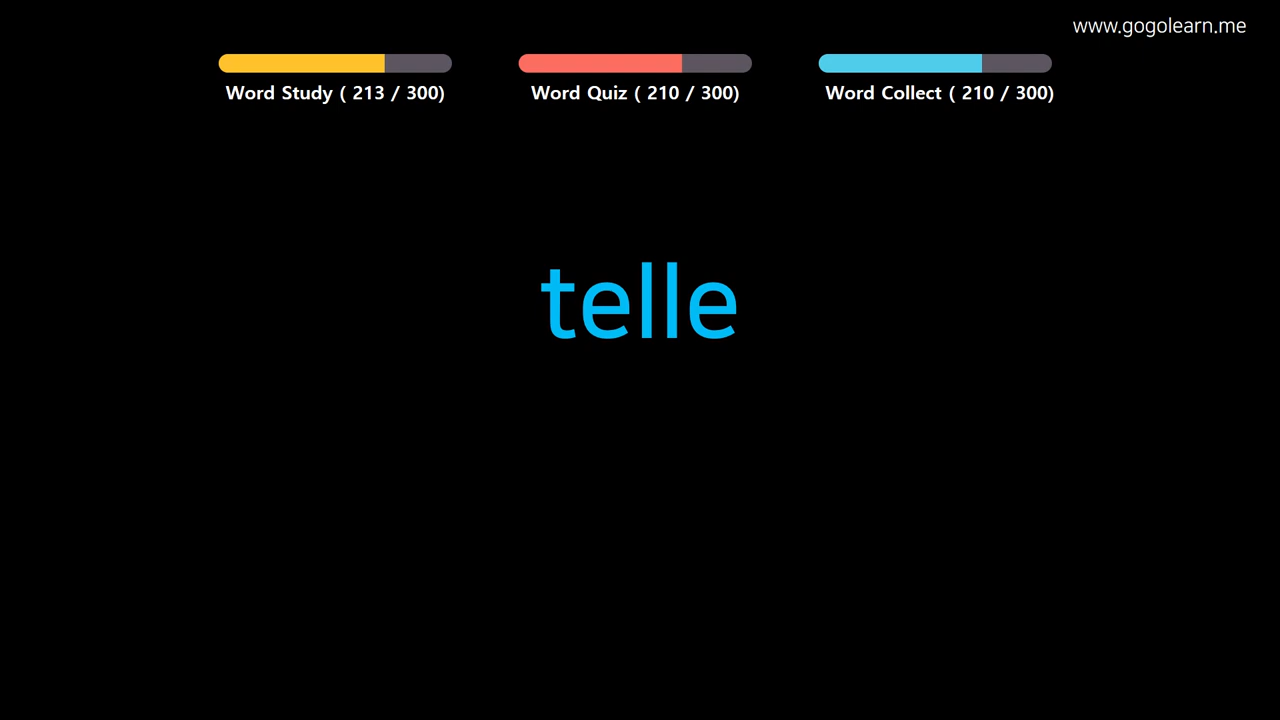 www.gogolearn.me
Word Study ( 213 / 300)
Word Quiz ( 210 / 300)
Word Collect ( 210 / 300)
telle